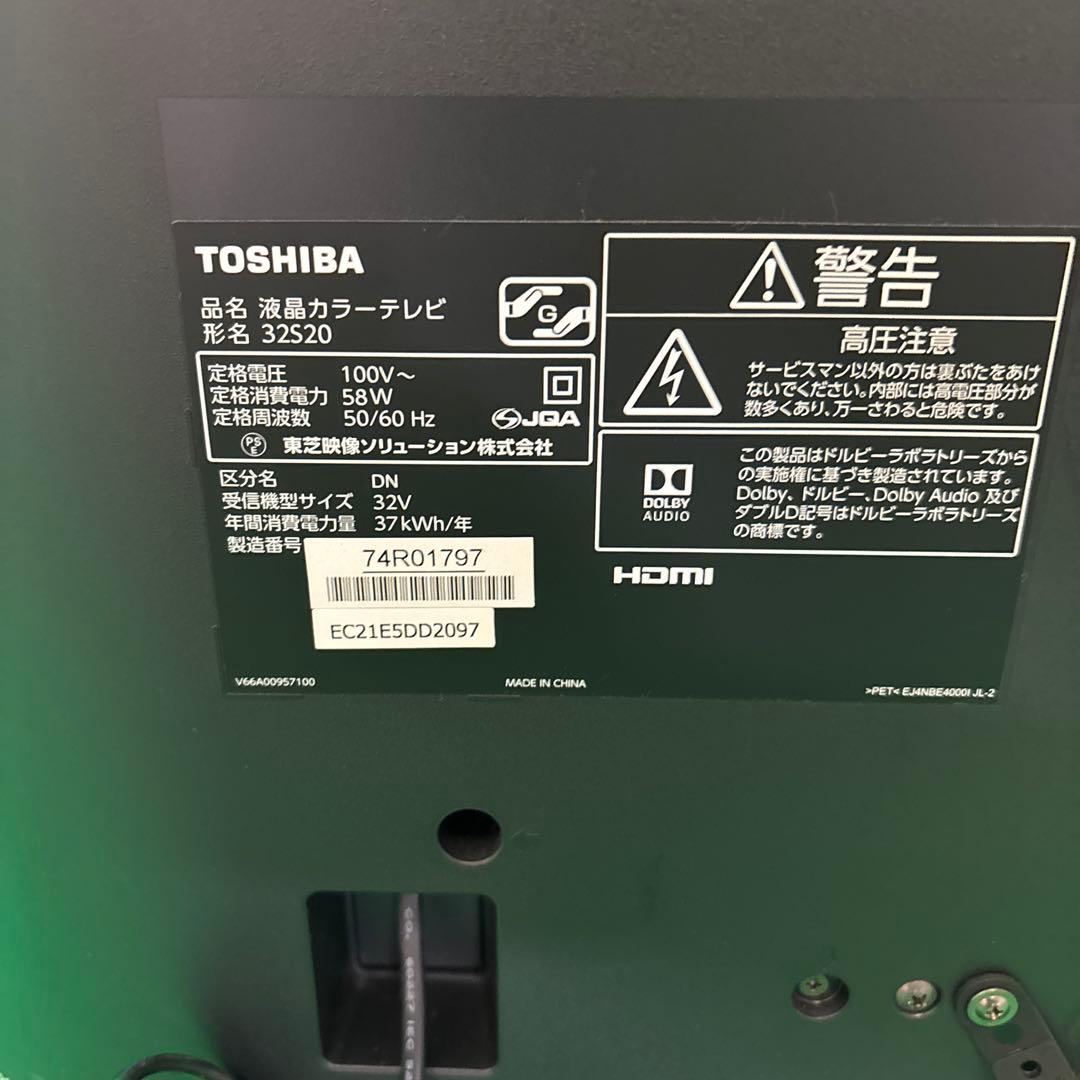 TOSHIBA
品名 液晶カラーテレビ
形名 32S20
G
定格電圧 100V～
定格消費電力 58W
定格周波数 50/60 Hz
JQA
PS
E
東芝映像ソリューション株式会社
区分名 DN
受信機型サイズ 32V
年間消費電力量 37kWh/年
製造番号
74R01797
EC21E5DD2097
V66A00957100
MADE IN CHINA
警告
高圧注意
サービスマン以外の方は裏ぶたをあけ
ないでください。内部には高電圧部分が
数多くあり、万一さわると危険です。
DOLBY
AUDIO
この製品はドルビーラボラトリーズから
の実施権に基づき製造されています。
Dolby、ドルビー、Dolby Audio 及び
ダブルD記号はドルビーラボラトリーズ
の商標です。
HDMI
>PET< EJ4NBE4000I JL-2
60227 IEC